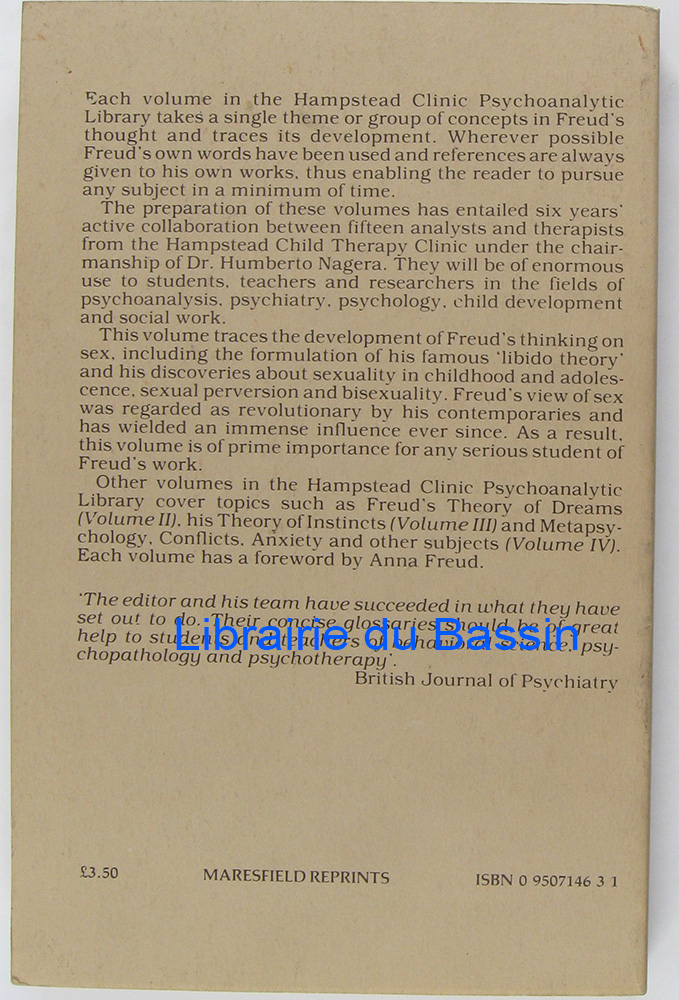 Each volume in the Hampstead Clinic Psychoanalytic
Library takes a single theme or group of concepts in Freud's
thought and traces its development. Wherever possible
Freud's own words have been used and references are always
given to his own works, thus enabling the reader to pursue
any subject in a minimum of time.
The preparation of these volumes has entailed six years'
active collaboration between fifteen analysts and therapists
from the Hampstead Child Therapy Clinic under the chair-
manship of Dr. Humberto Nagera. They will be of enormous
use to students, teachers and researchers in the fields of
psychoanalysis, psychiatry, psychology, child development
and social work.
This volume traces the development of Freud's thinking on
sex, including the formulation of his famous 'libido theory'
and his discoveries about sexuality in childhood and adoles-
cence, sexual perversion and bisexuality. Freud's view of sex
was regarded as revolutionary by his contemporaries and
has wielded an immense influence ever since. As a result,
this volume is of prime importance for any serious student of
Freud's work.
Other volumes in the Hampstead Clinic Psychoanalytic
Library cover topics such as Freud's Theory of Dreams
(Volume II), his Theory of Instincts (Volume III) and Metapsy-
chology, Conflicts, Anxiety and other subjects (Volume IV).
Each volume has a foreword by Anna Freud.
'The editor and his team have succeeded in what they have
set out to do. Their concise glossaries should be of great
help to students and teachers of behavioral science, psy-
chopathology and psychotherapy'.
Librairie du Bassin
British Journal of Psychiatry
£3.50 MARESFIELD REPRINTS ISBN 0 9507146 3 1